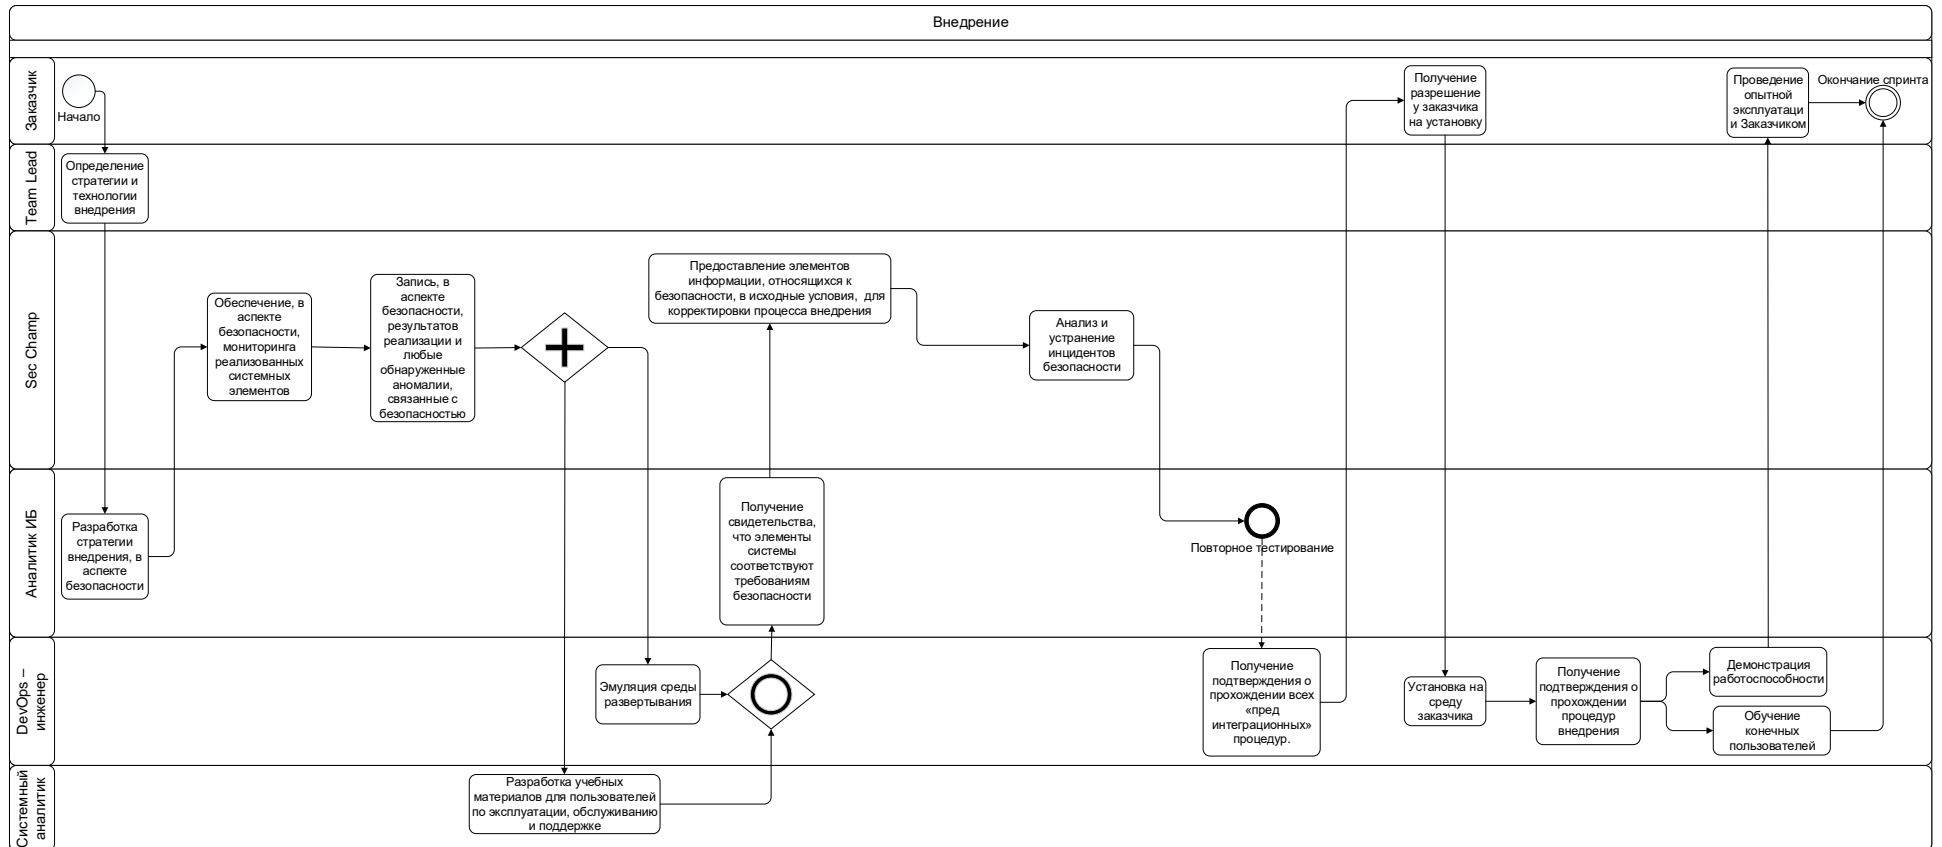 Внедрение
Заказчик
Начало
Получение
разрешение
у заказчика
на установку
Проведение
опытной
эксплуатаци
и Заказчиком
Окончание спринта
Team Lead
Определение
стратегии и
технологии
внедрения
Sec Champ
Обеспечение, в
аспекте
безопасности,
мониторинга
реализованных
системных
элементов
Запись, в
аспекте
безопасности,
результатов
реализации и
любые
обнаруженные
аномалии,
связанные с
безопасностью
Предоставление элементов
информации, относящихся к
безопасности, в исходные условия, для
корректировки процесса внедрения
Анализ и
устранение
инцидентов
безопасности
Аналитик ИБ
Разработка
стратегии
внедрения, в
аспекте
безопасности
Получение
свидетельства,
что элементы
системы
соответствуют
требованиям
безопасности
Повторное тестирование
DevOps –
инженер
Эмуляция среды
развертывания
Получение
подтверждения о
прохождении всех
«пред
интеграционных»
процедур.
Установка на
среду
заказчика
Получение
подтверждения о
прохождении
процедур
внедрения
Демонстрация
работоспособности
Обучение
конечных
пользователей
Системный
аналитик
Разработка учебных
материалов для пользователей
по эксплуатации, обслуживанию
и поддержке